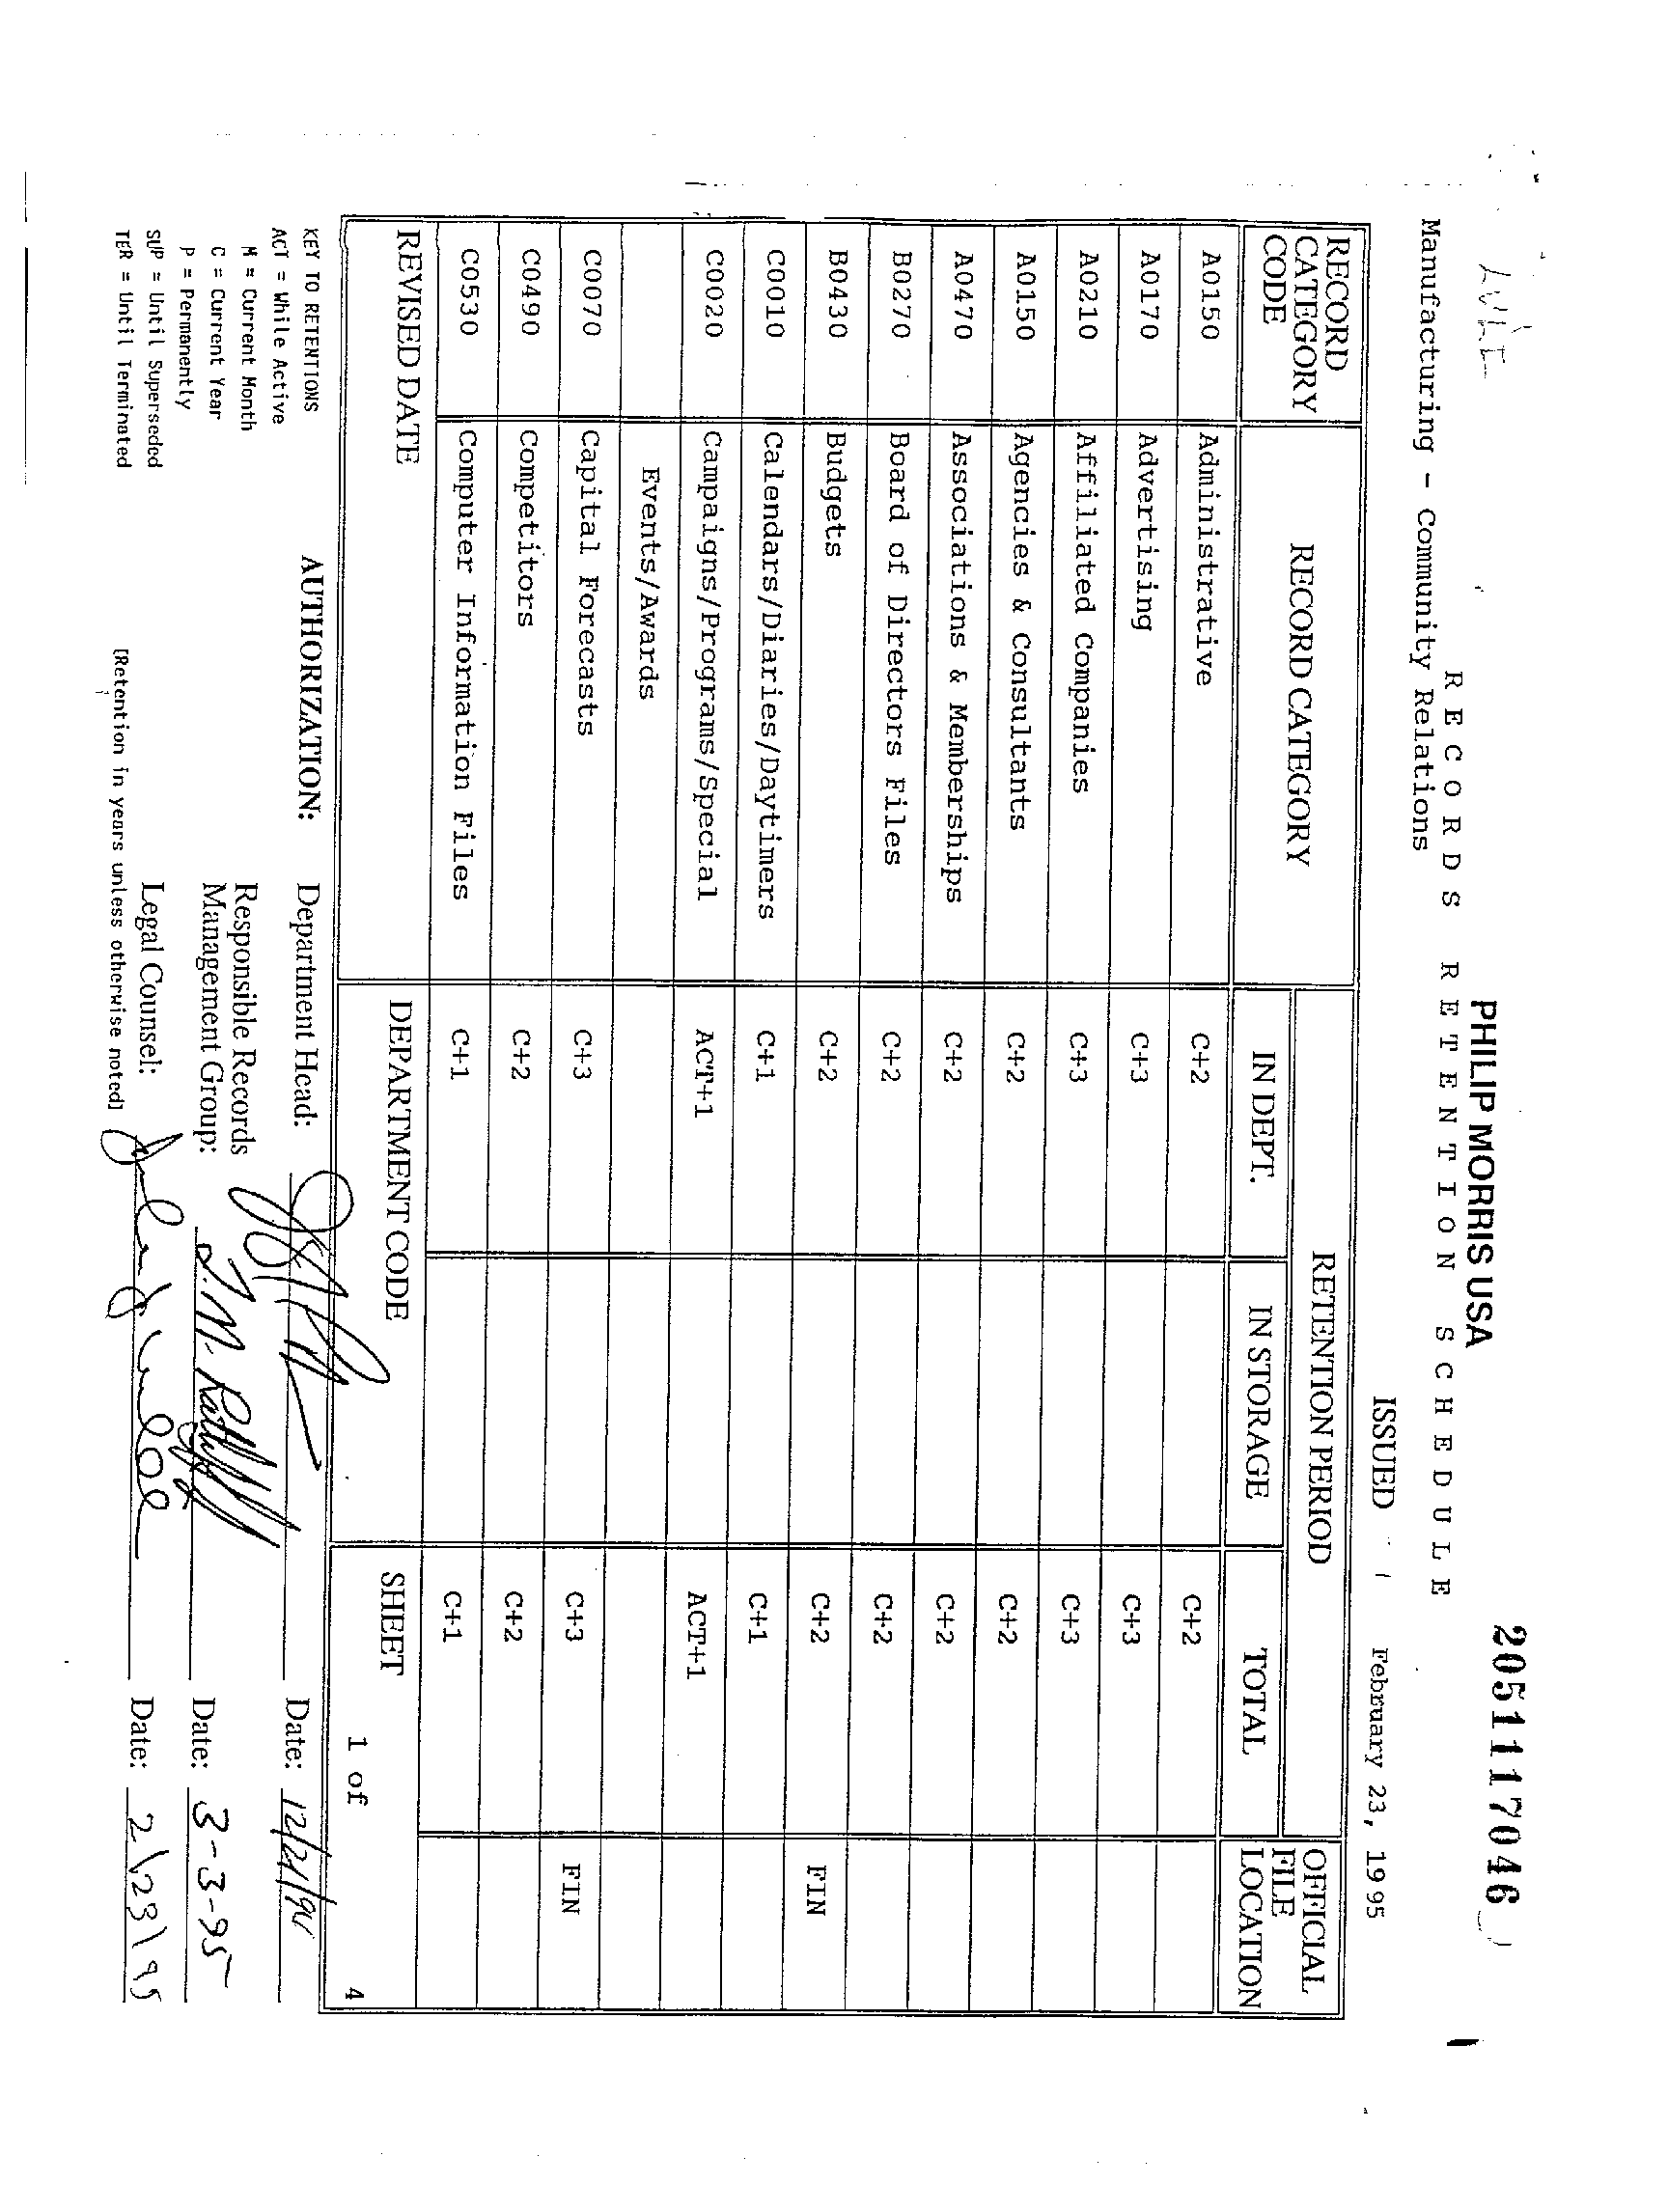 2051117046
PHILIP MORRIS USA
RECORDS RETENTION SCHEDULE
Manufacturing - Community Relations
ISSUED February 23, 1995
RECORD CATEGORY CODE RECORD CATEGORY RETENTION PERIOD OFFICIAL FILE LOCATION
IN DEPT. IN STORAGE TOTAL
A0150 Administrative C+2 C+2
A0170 Advertising C+3 C+3
A0210 Affiliated Companies C+3 C+3
A0150 Agencies & Consultants C+2 C+2
A0470 Associations & Memberships C+2 C+2
B0270 Board of Directors Files C+2 C+2
B0430 Budgets C+2 C+2 FIN
C0010 Calendars/Diaries/Daytimers C+1 C+1
C0020 Campaigns/Programs/Special ACT+1 ACT+1
Events/Awards
C0070 Capital Forecasts C+3 C+3 FIN
C0490 Competitors C+2 C+2
C0530 Computer Information Files C+1 C+1
REVISED DATE DEPARTMENT CODE SHEET
1 of 4
KEY TO RETENTIONS
ACT = While Active
M = Current Month
C = Current Year
P = Permanently
SUP = Until Superseded
TER = Until Terminated
AUTHORIZATION: Department Head: Date: 12/21/94
Responsible Records
Management Group: Date: 3-3-95
Legal Counsel: Date: 2/23/95
[Retention in years unless otherwise noted]